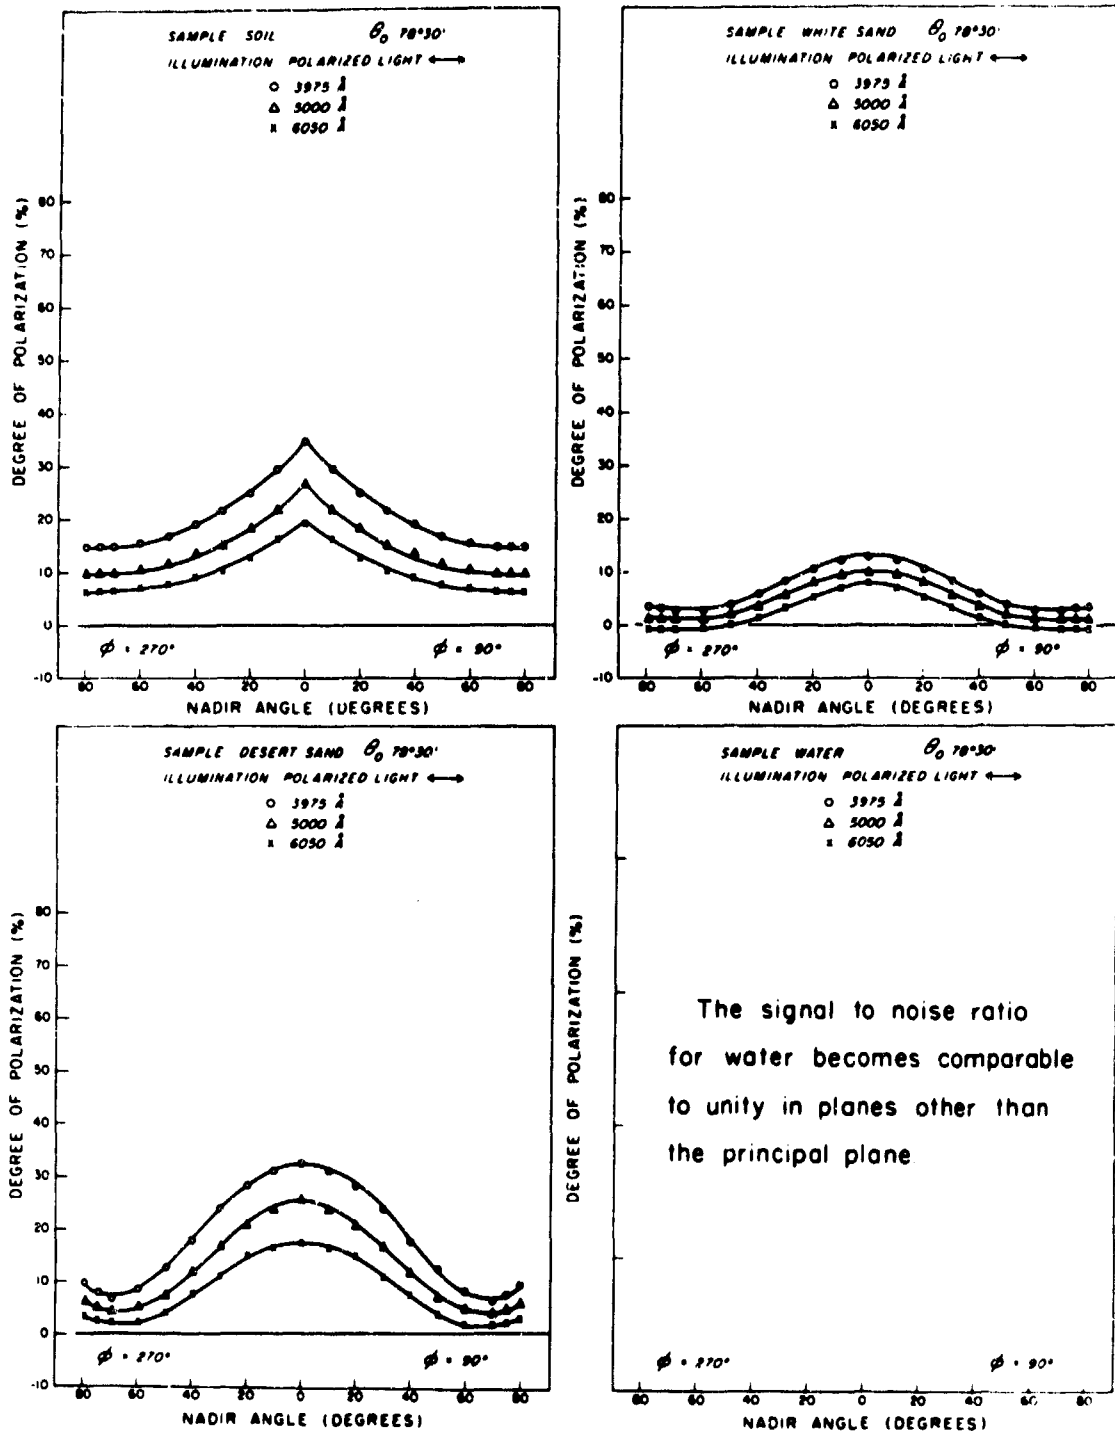 SAMPLE SOIL θ₀ 78°30'
ILLUMINATION POLARIZED LIGHT ↔
○ 3975 Å
△ 5000 Å
x 6050 Å
DEGREE OF POLARIZATION (%)
80
70
60
50
40
30
20
10
0
-10
ϕ = 270°
ϕ = 90°
80 60 40 20 0 20 40 60 80
NADIR ANGLE (DEGREES)
SAMPLE WHITE SAND θ₀ 78°30'
ILLUMINATION POLARIZED LIGHT ↔
○ 3975 Å
△ 5000 Å
x 6050 Å
DEGREE OF POLARIZATION (%)
80
70
60
50
40
30
20
10
0
-10
ϕ = 270°
ϕ = 90°
80 60 40 20 0 20 40 60 80
NADIR ANGLE (DEGREES)
SAMPLE DESERT SAND θ₀ 78°30'
ILLUMINATION POLARIZED LIGHT ↔
○ 3975 Å
△ 5000 Å
x 6050 Å
DEGREE OF POLARIZATION (%)
80
70
60
50
40
30
20
10
0
-10
ϕ = 270°
ϕ = 90°
80 60 40 20 0 20 40 60 80
NADIR ANGLE (DEGREES)
SAMPLE WATER θ₀ 78°30'
ILLUMINATION POLARIZED LIGHT ↔
○ 3975 Å
△ 5000 Å
x 6050 Å
DEGREE OF POLARIZATION (%)
The signal to noise ratio
for water becomes comparable
to unity in planes other than
the principal plane
ϕ = 270°
ϕ = 90°
80 60 40 20 0 20 40 60 80
NADIR ANGLE (DEGREES)